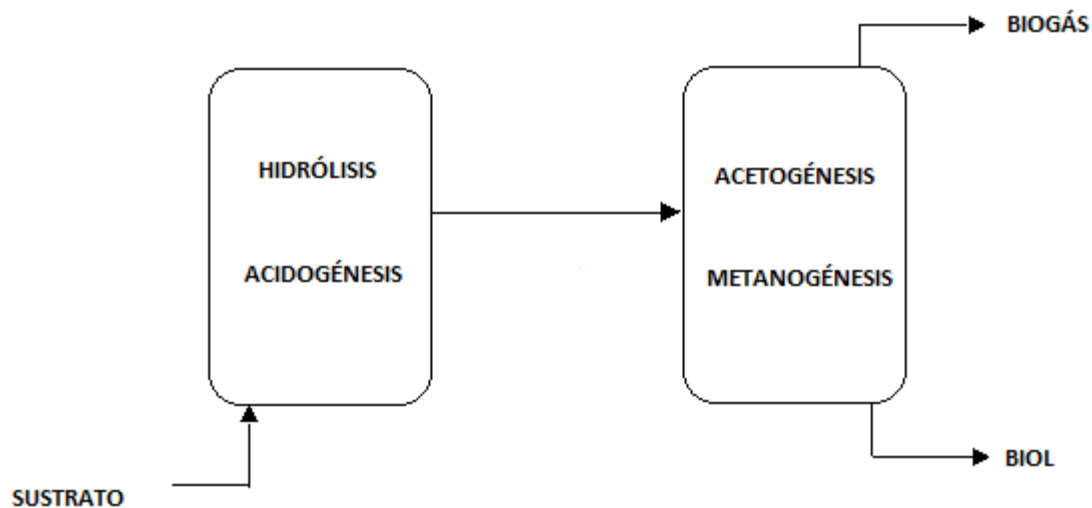 BIOGÁS
HIDRÓLISIS
ACIDOGÉNESIS
ACETOGÉNESIS
METANOGÉNESIS
BIOL
SUSTRATO